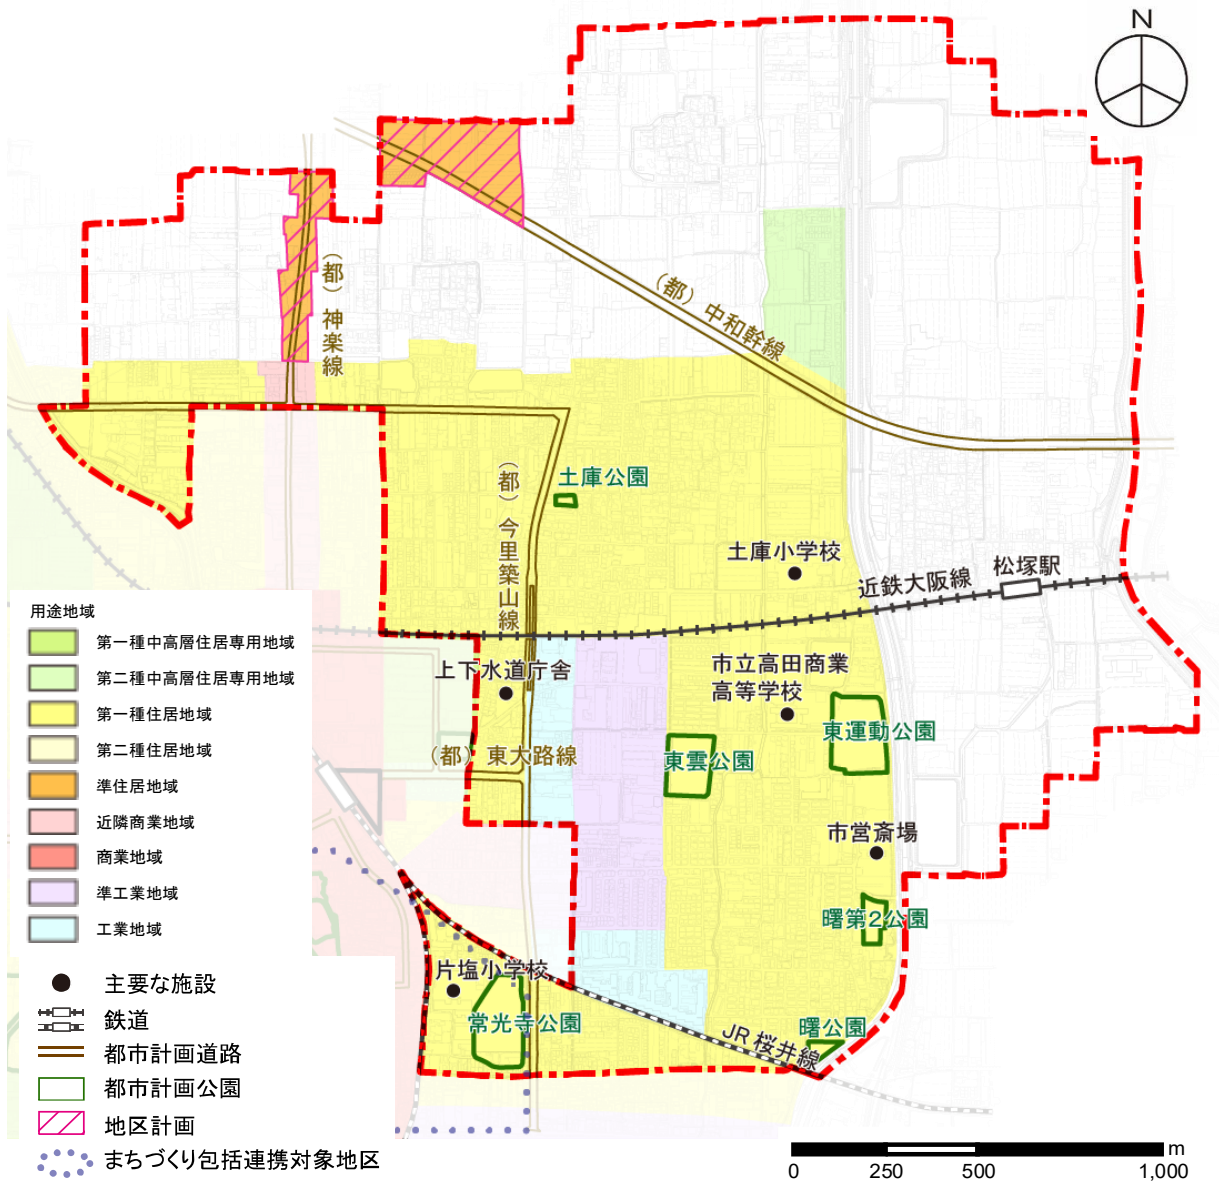 N
(都)神楽線
(都)中和幹線
(都)今里築山線
土庫公園
土庫小学校
近鉄大阪線
松塚駅
上下水道庁舎
市立高田商業
高等学校
東運動公園
(都)東大路線
東雲公園
市営斎場
曙第2公園
片塩小学校
常光寺公園
曙公園
JR桜井線
用途地域
第一種中高層住居専用地域
第二種中高層住居専用地域
第一種住居地域
第二種住居地域
準住居地域
近隣商業地域
商業地域
準工業地域
工業地域
主要な施設
鉄道
都市計画道路
都市計画公園
地区計画
まちづくり包括連携対象地区
m
0 250 500 1,000